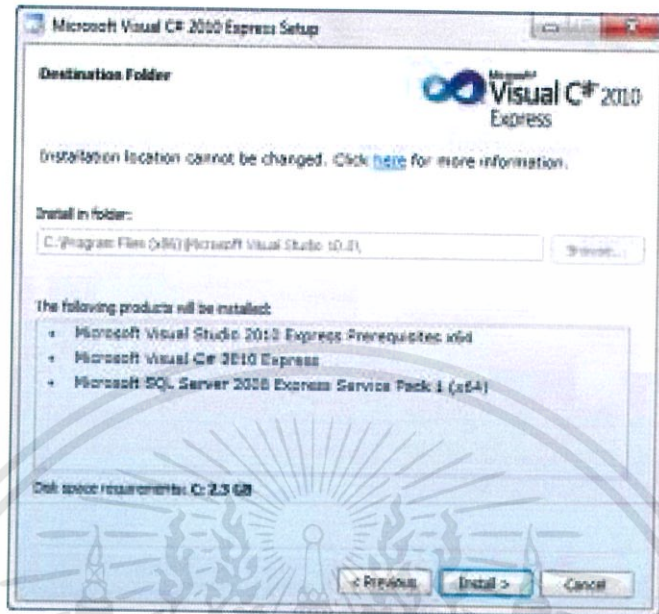 Microsoft Visual C# 2010 Express Setup
Destination Folder
Microsoft
Visual C# 2010
Express
Installation location cannot be changed. Click here for more information.
Install in folder:
C:\Program Files (x86)\Microsoft Visual Studio 10.0\
Browse...
The following products will be installed:
• Microsoft Visual Studio 2010 Express Prerequisites x64
• Microsoft Visual C# 2010 Express
• Microsoft SQL Server 2008 Express Service Pack 1 (x64)
Disk space requirements: C: 2.3 GB
< Previous
Install >
Cancel